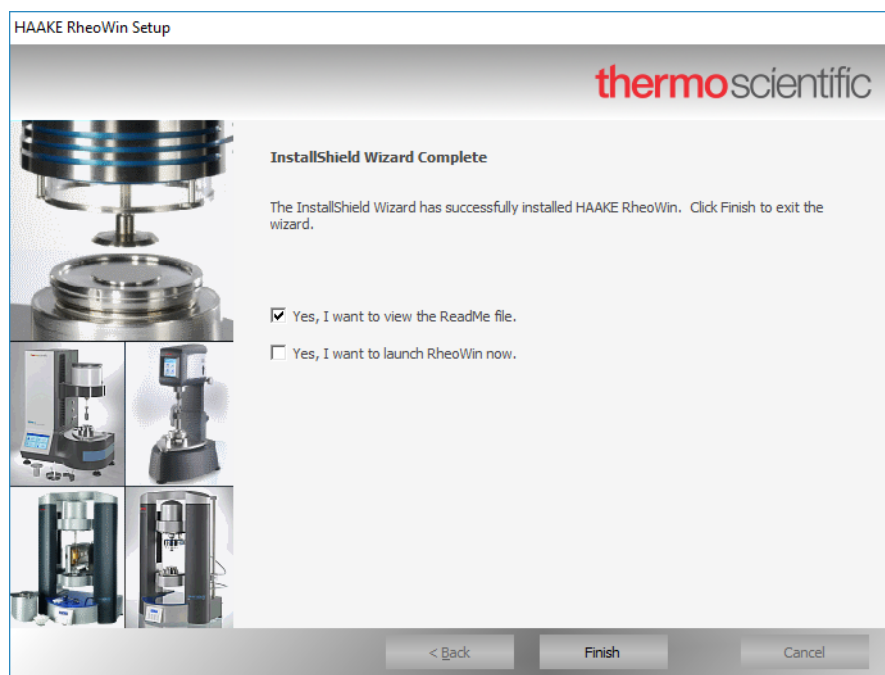 HAAKE RheoWin Setup
thermoscientific
InstallShield Wizard Complete
The InstallShield Wizard has successfully installed HAAKE RheoWin. Click Finish to exit the
wizard.
Yes, I want to view the ReadMe file.
Yes, I want to launch RheoWin now.
< Back
Finish
Cancel